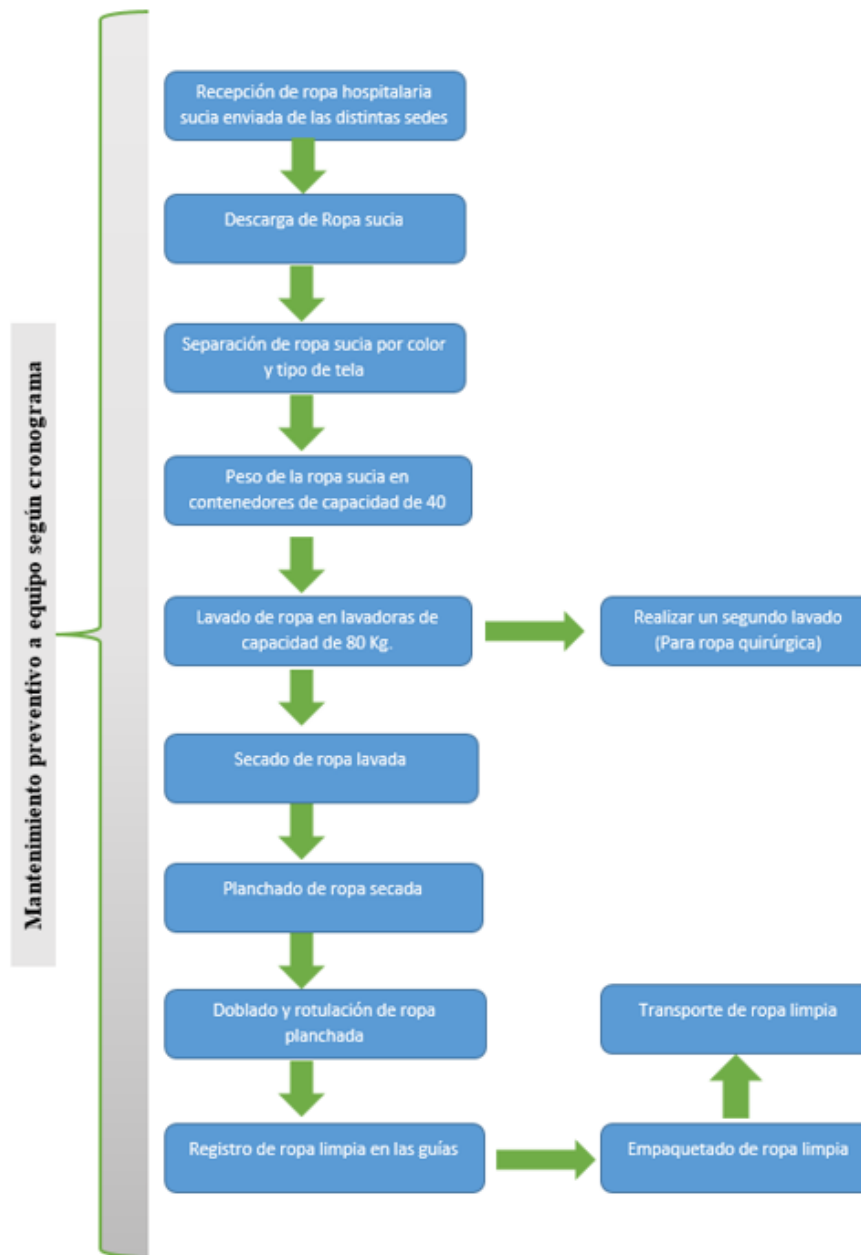 Mantenimiento preventivo a equipo según cronograma
Recepción de ropa hospitalaria
sucia enviada de las distintas sedes
Descarga de Ropa sucia
Separación de ropa sucia por color
y tipo de tela
Peso de la ropa sucia en
contenedores de capacidad de 40
Lavado de ropa en lavadoras de
capacidad de 80 Kg.
Realizar un segundo lavado
(Para ropa quirúrgica)
Secado de ropa lavada
Planchado de ropa secada
Doblado y rotulación de ropa
planchada
Registro de ropa limpia en las guías
Empaquetado de ropa limpia
Transporte de ropa limpia